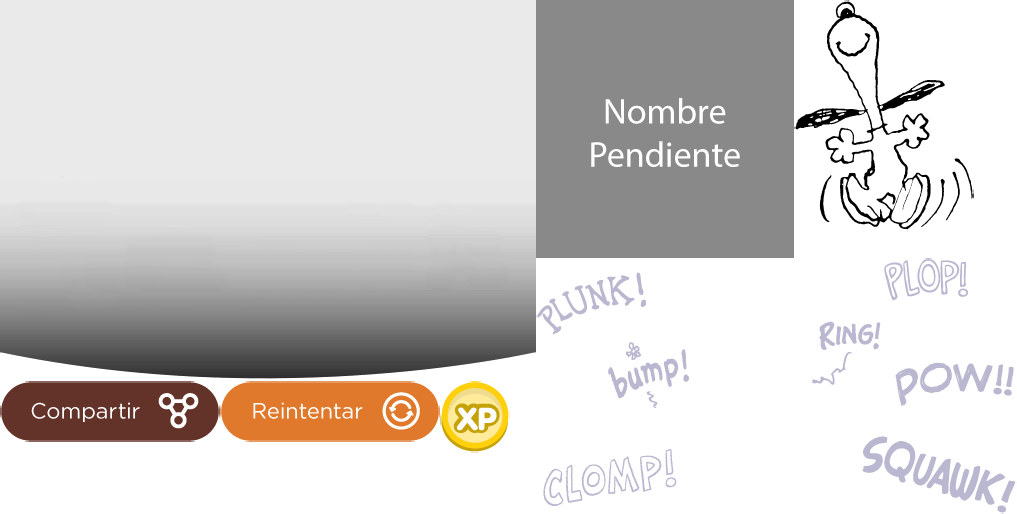 Nombre
Pendiente
PLUNK!
PLOP!
RING!
bump!
POW!!
Compartir
Reintentar
XP
CLOMP!
SQUAWK!